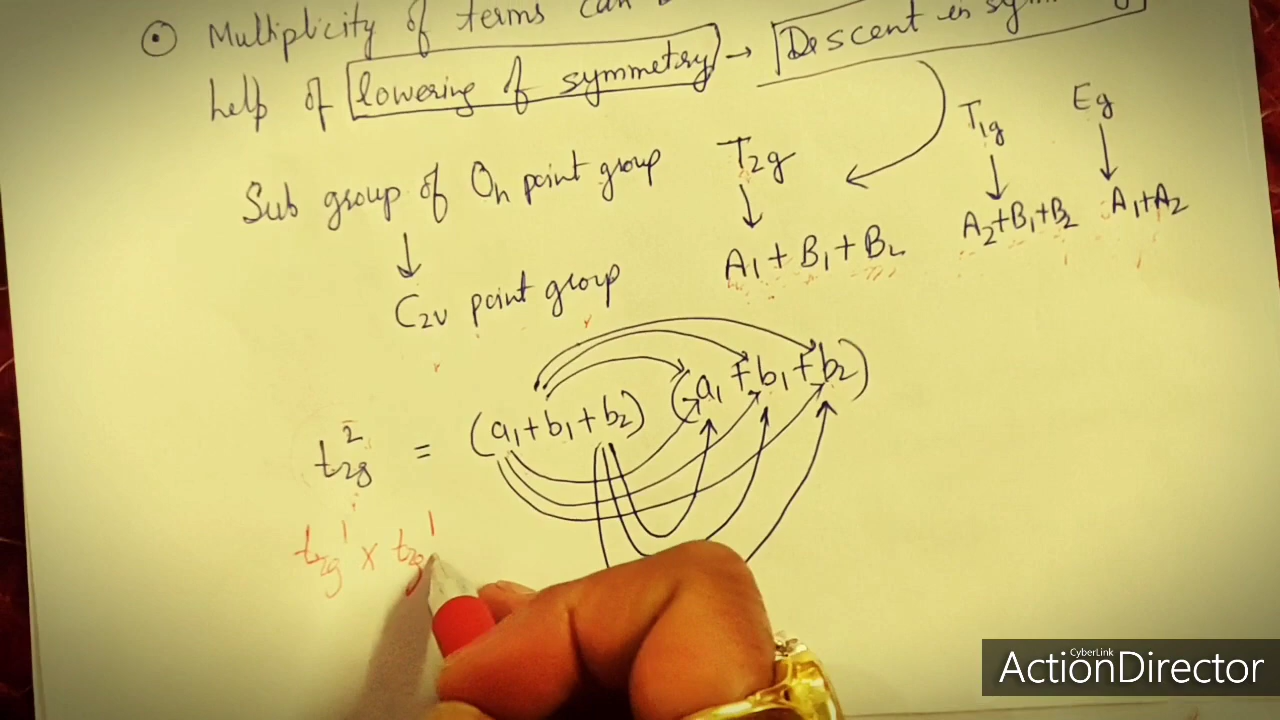 ⊙ Multiplicity of terms can
help of lowering of symmetry → Descent in symmetry
T1g Eg
Sub group of Oh point group T2g
↓ ↓ ↓ ↓
A1 + B1 + B2 A2+B1+B2 A1+A2
C2v point group
t2g² = (a1+b1+b2) (a1+b1+b2)
t2g¹ x t2g¹
CyberLink
ActionDirector